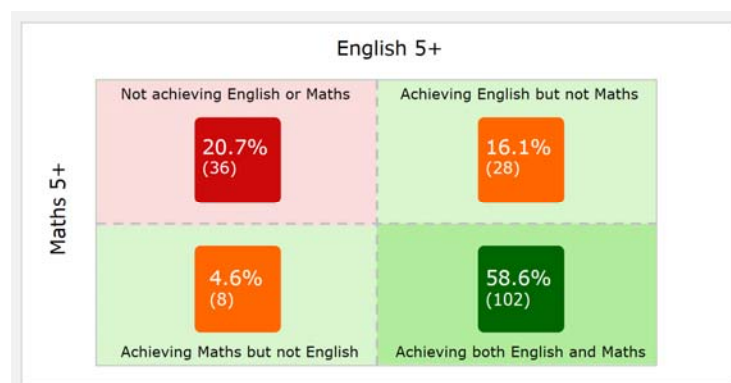 English 5+
Maths 5+
Not achieving English or Maths
20.7%
(36)
Achieving English but not Maths
16.1%
(28)
4.6%
(8)
Achieving Maths but not English
58.6%
(102)
Achieving both English and Maths